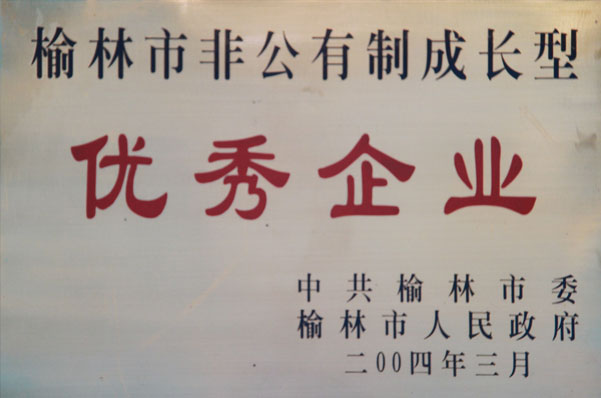 榆林市非公有制成长型
优秀企业
中共榆林市委
榆林市人民政府
二00四年三月